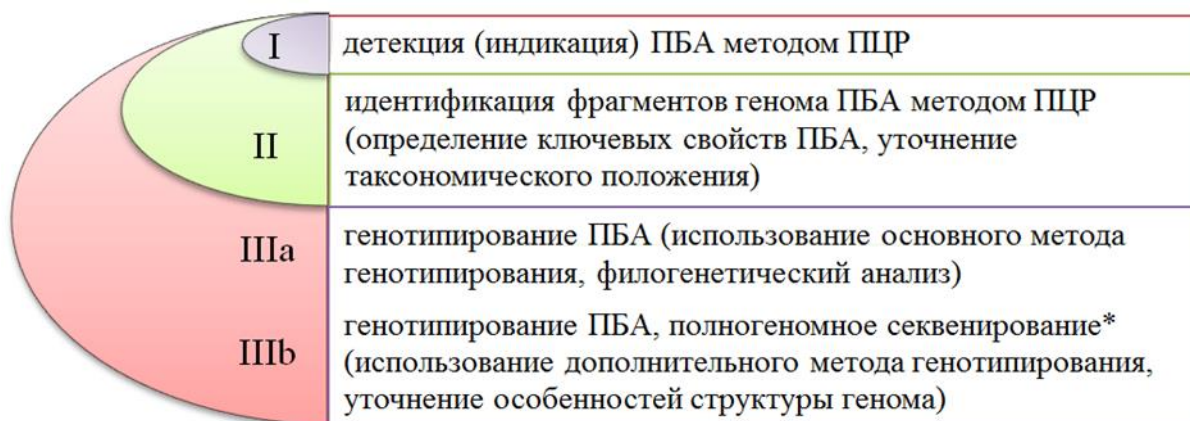 I
детекция (индикация) ПБА методом ПЦР
II
идентификация фрагментов генома ПБА методом ПЦР
(определение ключевых свойств ПБА, уточнение
таксономического положения)
IIIa
генотипирование ПБА (использование основного метода
генотипирования, филогенетический анализ)
IIIb
генотипирование ПБА, полногеномное секвенирование*
(использование дополнительного метода генотипирования,
уточнение особенностей структуры генома)